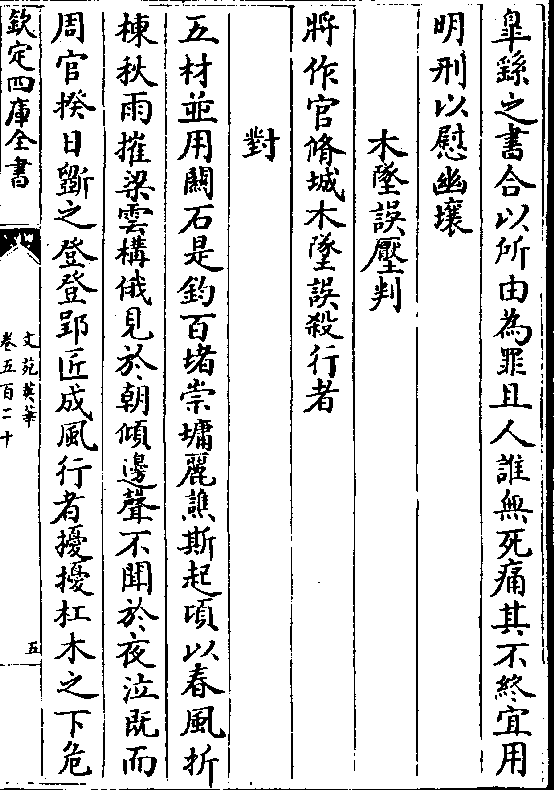 臯繇之書合以所由為罪且人誰無死痛其不終宜用
明刑以慰幽壤
木墜誤壓判
將作官脩城木墜誤殺行者
對
五材並用闗石是鈞百堵崇墉麗譙斯起頃以春風折
棟秋雨摧梁雲構俄見於朝傾邊聲不聞於夜泣既而
周官揆日斵之登登郢匠成風行者擾擾杠木之下危
欽定四庫全書
文苑英華
卷五百二十
五